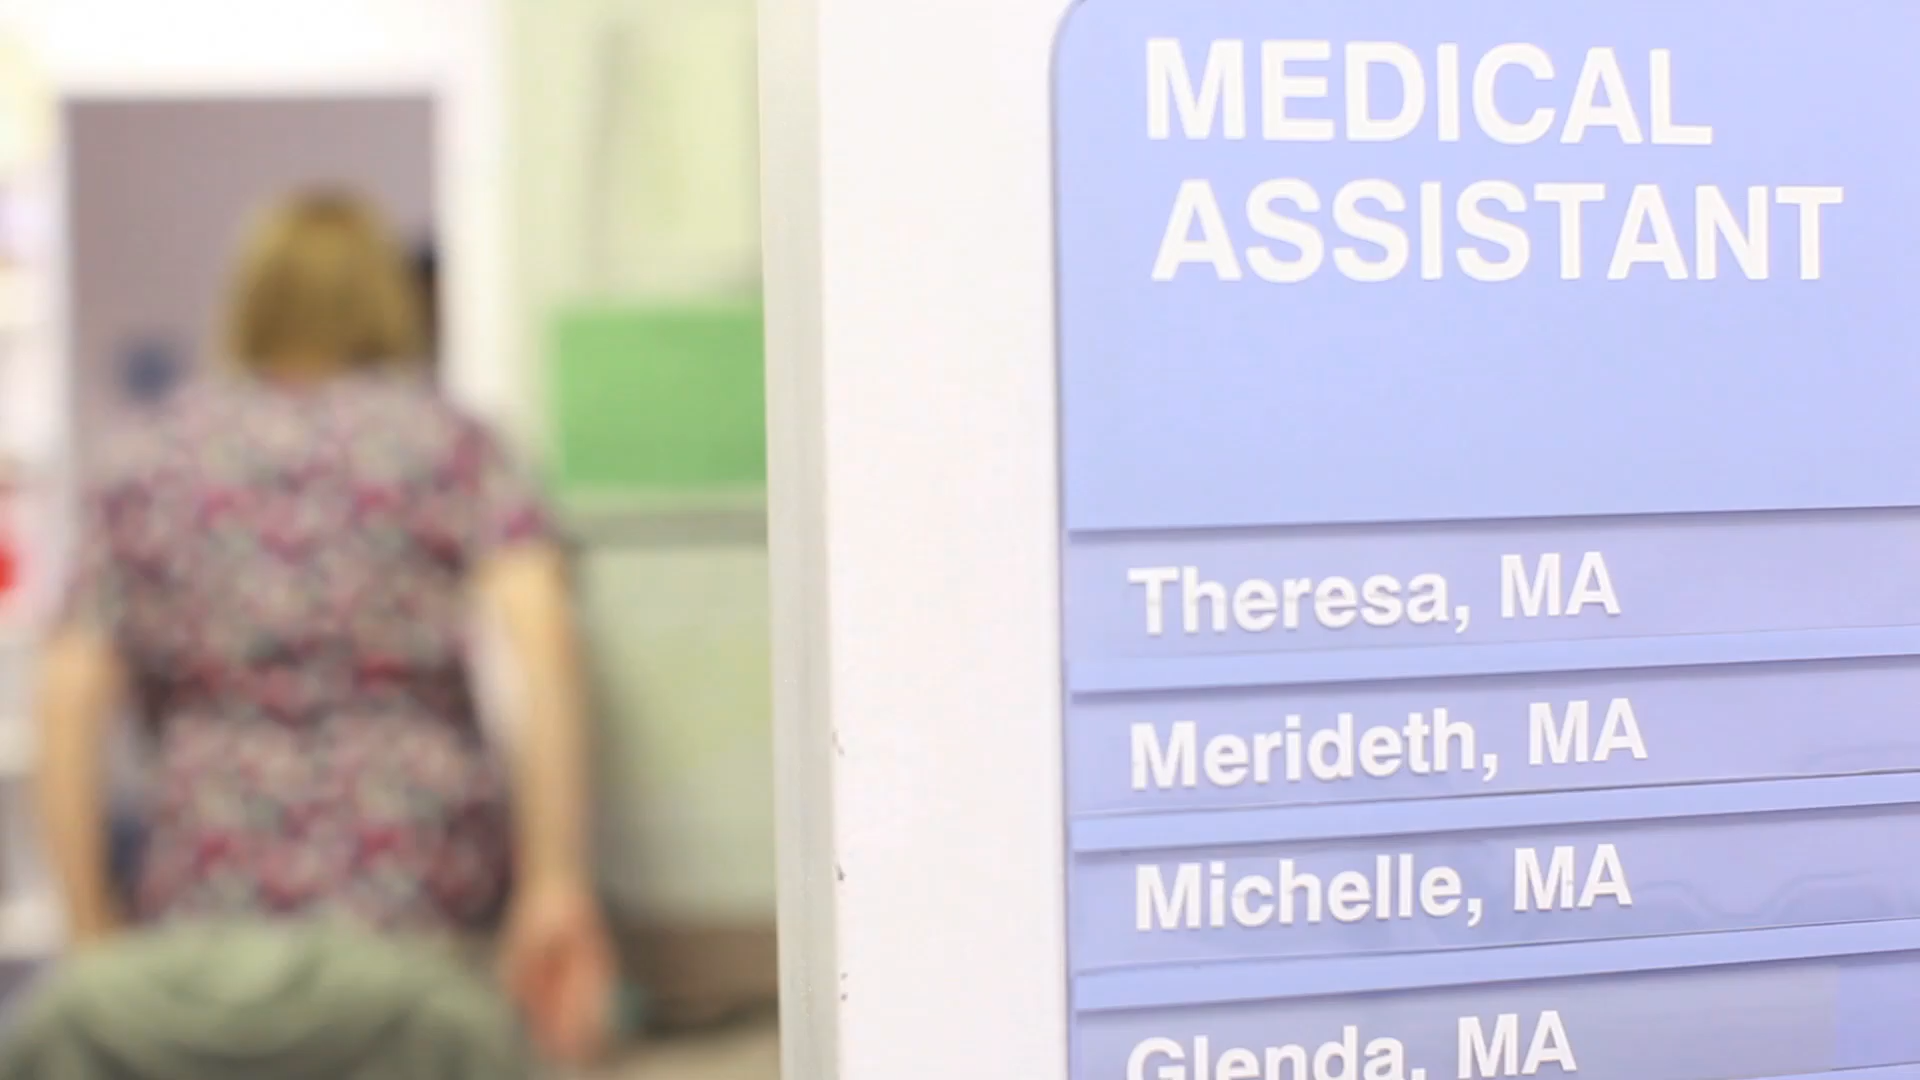 MEDICAL
ASSISTANT
Theresa, MA
Merideth, MA
Michelle, MA
Glenda, MA